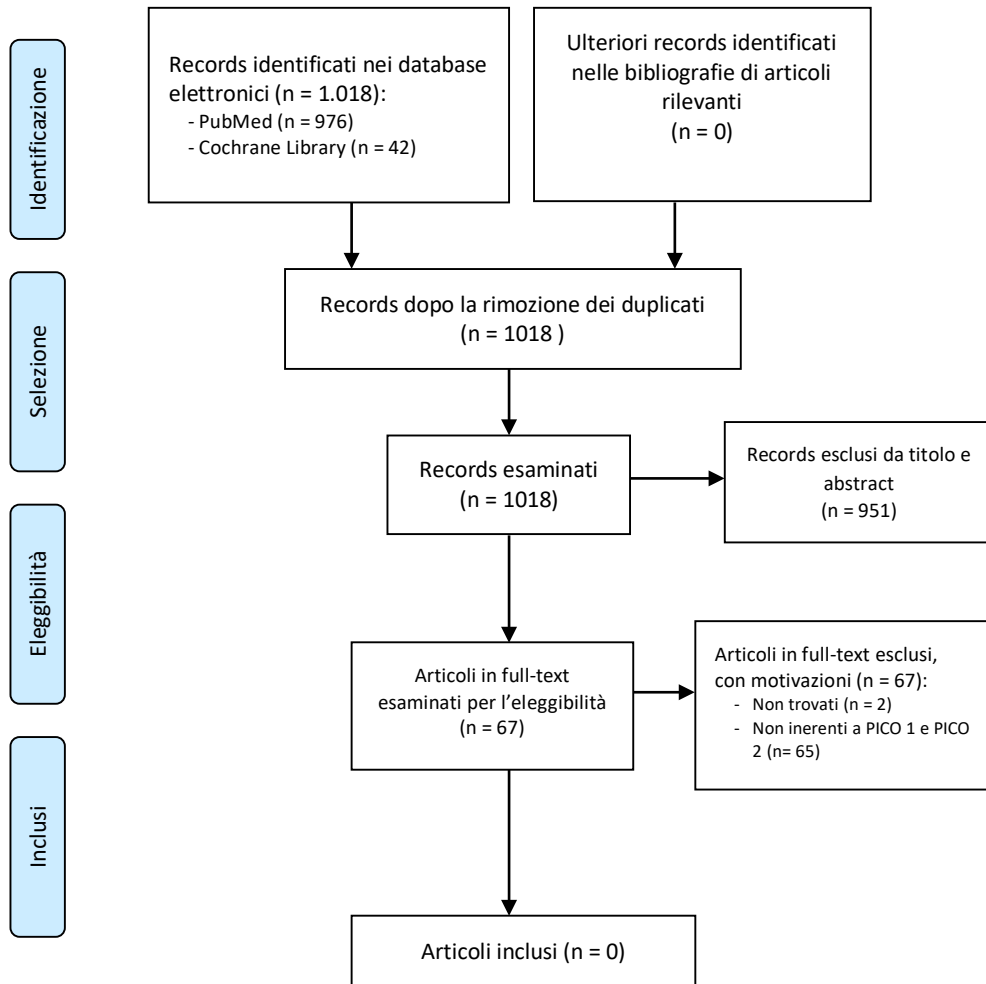 Identificazione
Records identificati nei database
elettronici (n = 1.018):
- PubMed (n = 976)
- Cochrane Library (n = 42)
Ulteriori records identificati
nelle bibliografie di articoli
rilevanti
(n = 0)
Selezione
Records dopo la rimozione dei duplicati
(n = 1018 )
Records esaminati
(n = 1018)
Records esclusi da titolo e
abstract
(n = 951)
Eleggibilità
Articoli in full-text
esaminati per l’eleggibilità
(n = 67)
Articoli in full-text esclusi,
con motivazioni (n = 67):
- Non trovati (n = 2)
- Non inerenti a PICO 1 e PICO
2 (n= 65)
Inclusi
Articoli inclusi (n = 0)